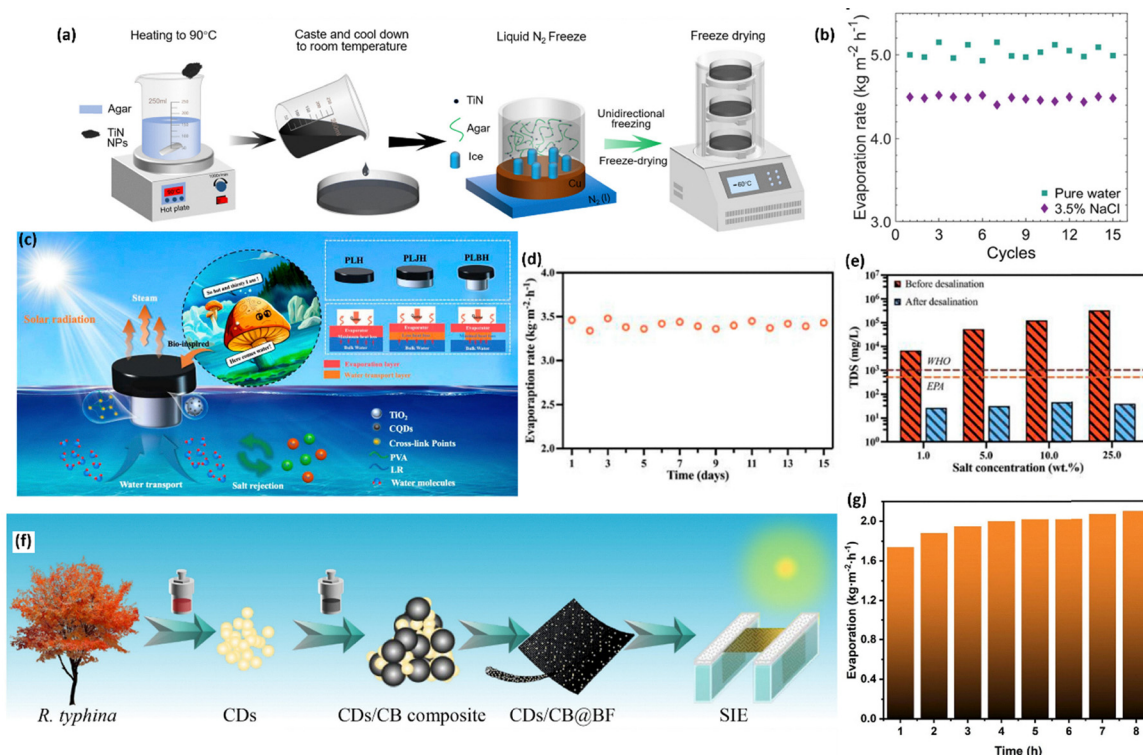 (a)
Heating to 90°C
Caste and cool down
to room temperature
Liquid N2 Freeze
Freeze drying
250ml
Agar
TiN
NPs
Hot plate
TiN
Agar
Ice
Cu
N2 (l)
Unidirectional
freezing
Freeze-drying
-60°C
(b)
Evaporation rate (kg m-2 h-1)
5.0
4.0
3.0
0
3
6
9
12
15
Pure water
3.5% NaCl
Cycles
(c)
Steam
Solar radiation
Bio-inspired
So hot and thirsty I am!
Here comes water!
PLH
PLJH
PLBH
Evaporator
Bulk Water
Evaporator
Bulk Water
Evaporator
Bulk Water
Evaporation layer
Water transport layer
TiO2
CQDs
Cross-link Points
PVA
LR
Water molecules
Water transport
Salt rejection
(d)
Evaporation rate (kg·m-2·h-1)
4.0
3.5
3.0
2.5
2.0
1
3
5
7
9
11
13
15
Time (days)
(e)
TDS (mg/L)
10^7
10^6
10^5
10^4
10^3
10^2
10^1
10^0
Before desalination
After desalination
WHO
EPA
1.0
5.0
10.0
25.0
Salt concentration (wt.%)
(f)
R. typhina
CDs
CDs/CB composite
CDs/CB@BF
SIE
(g)
Evaporation (kg·m-2·h-1)
2.0
1.6
1.2
0.8
0.4
0.0
1
2
3
4
5
6
7
8
Time (h)